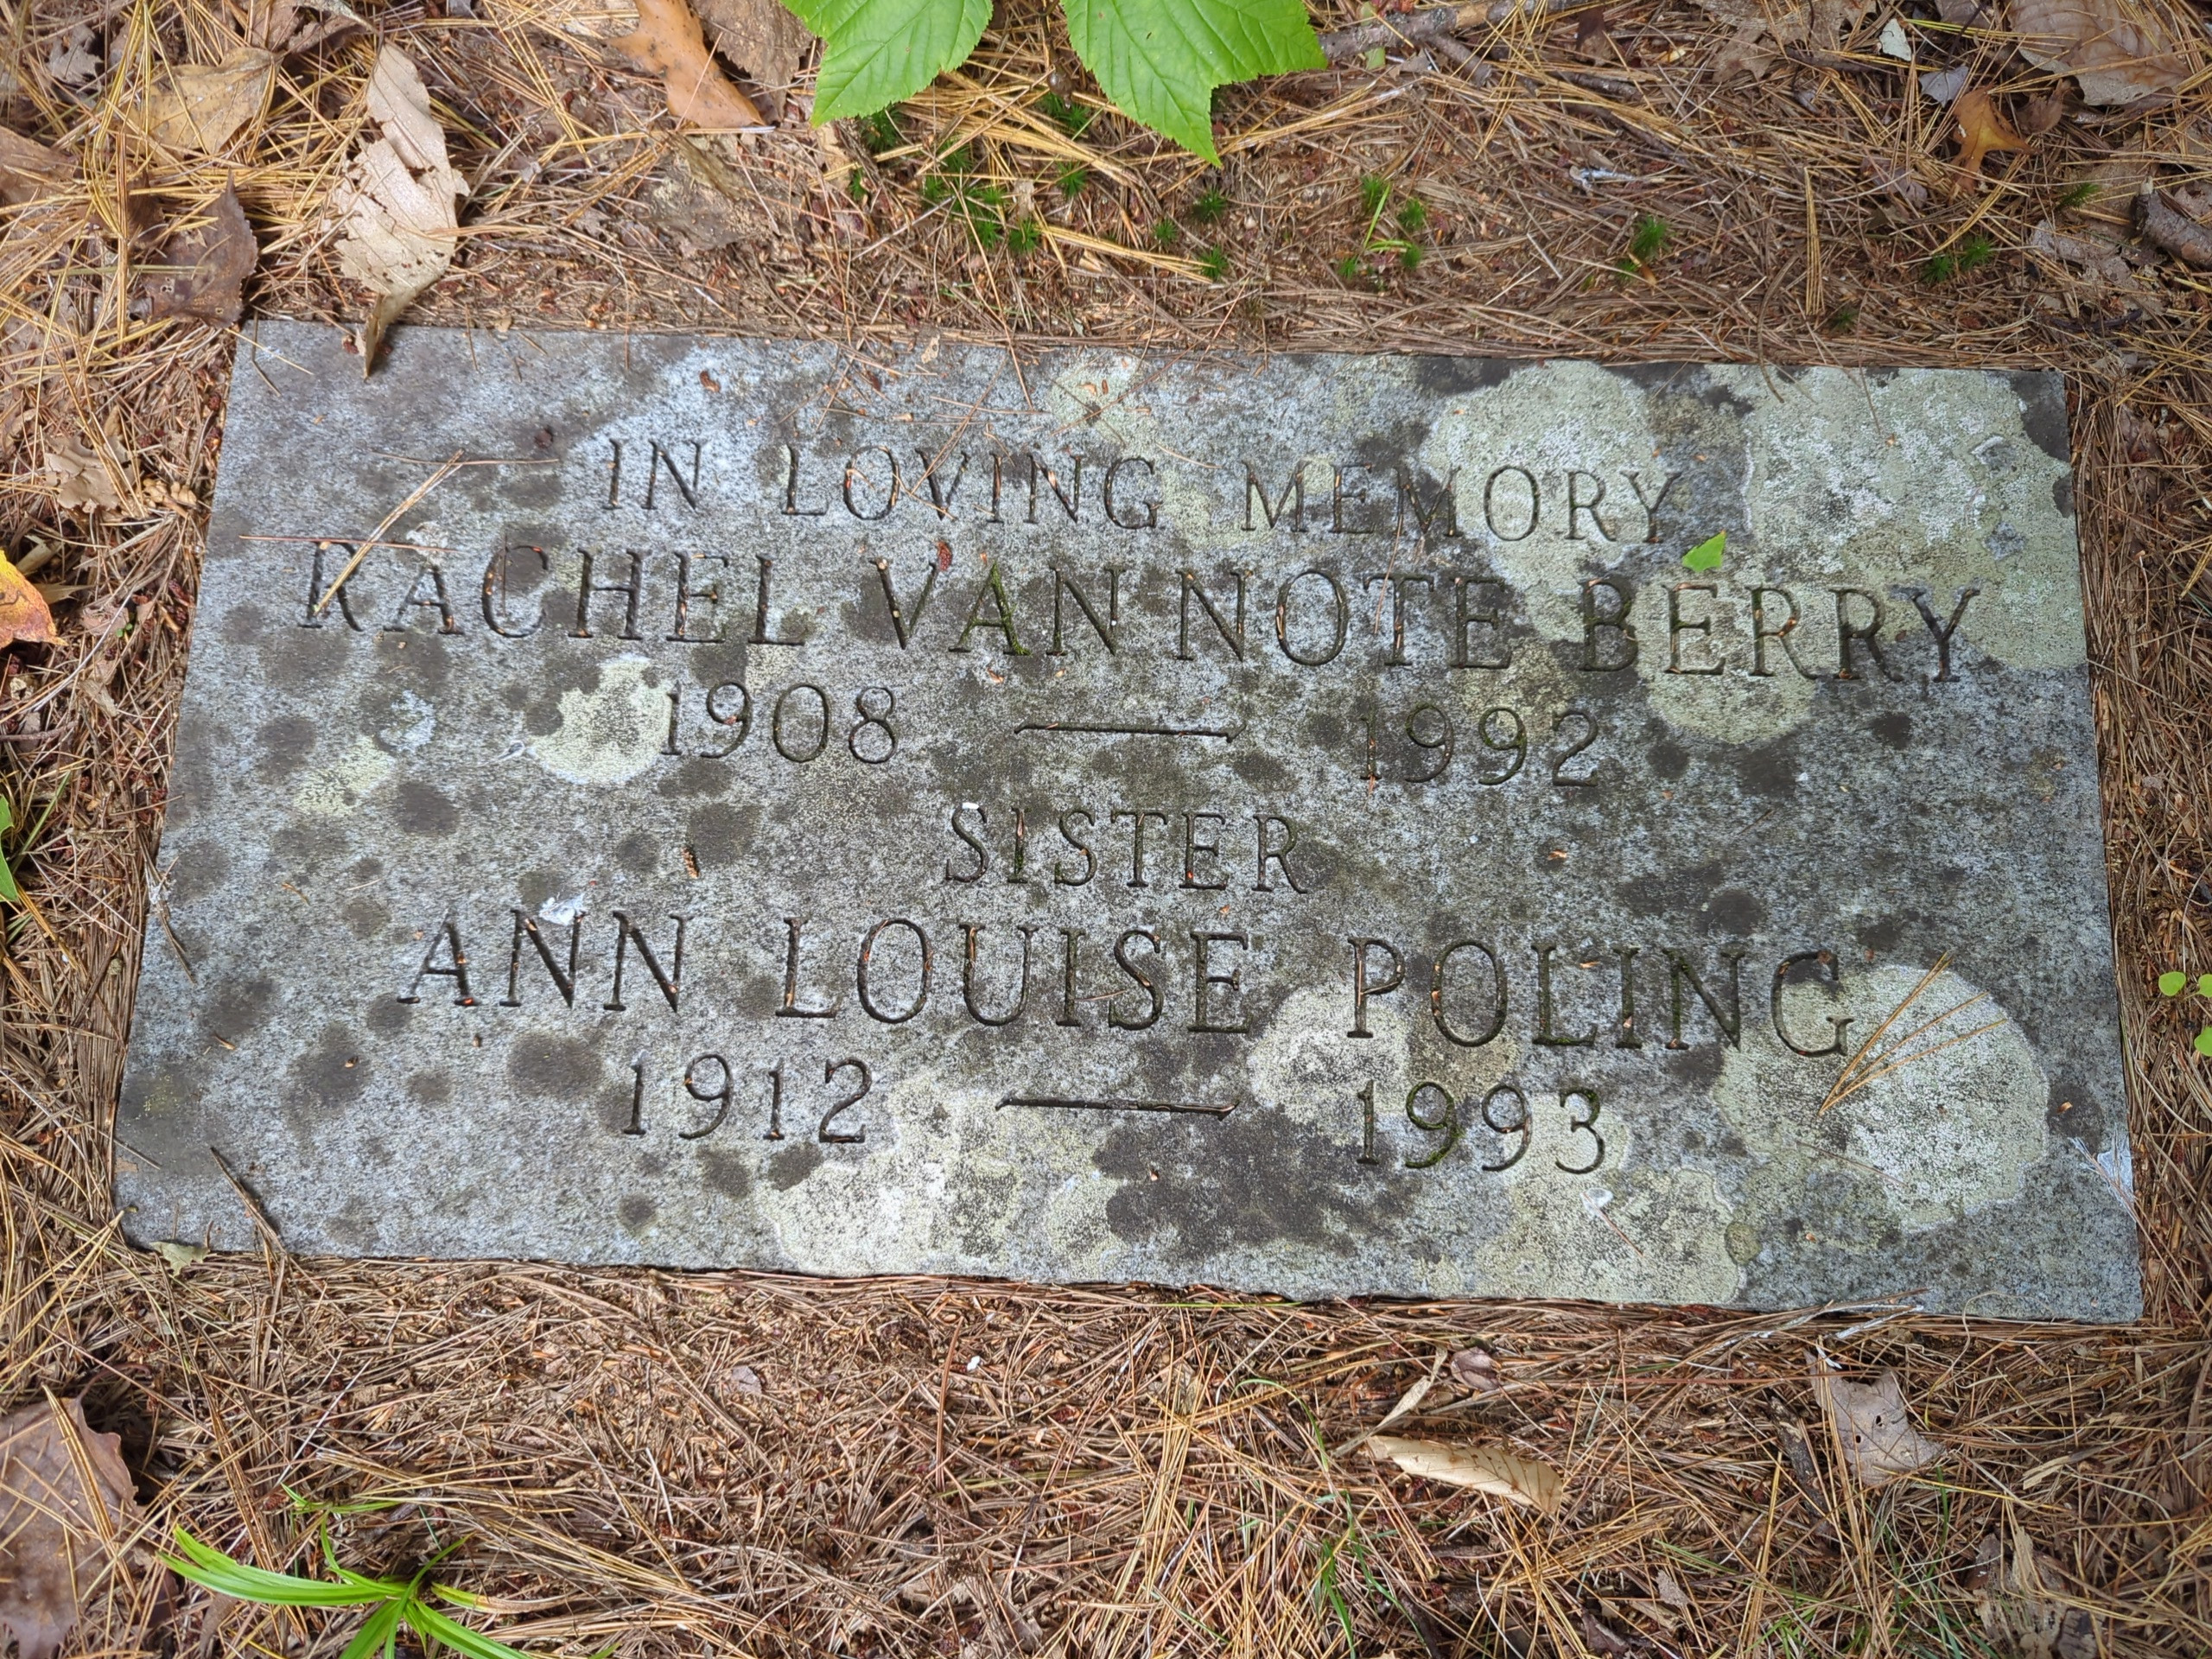 IN LOVING MEMORY
RACHEL VAN NOTE BERRY
1908 — 1992
SISTER
ANN LOUISE POLING
1912 — 1993